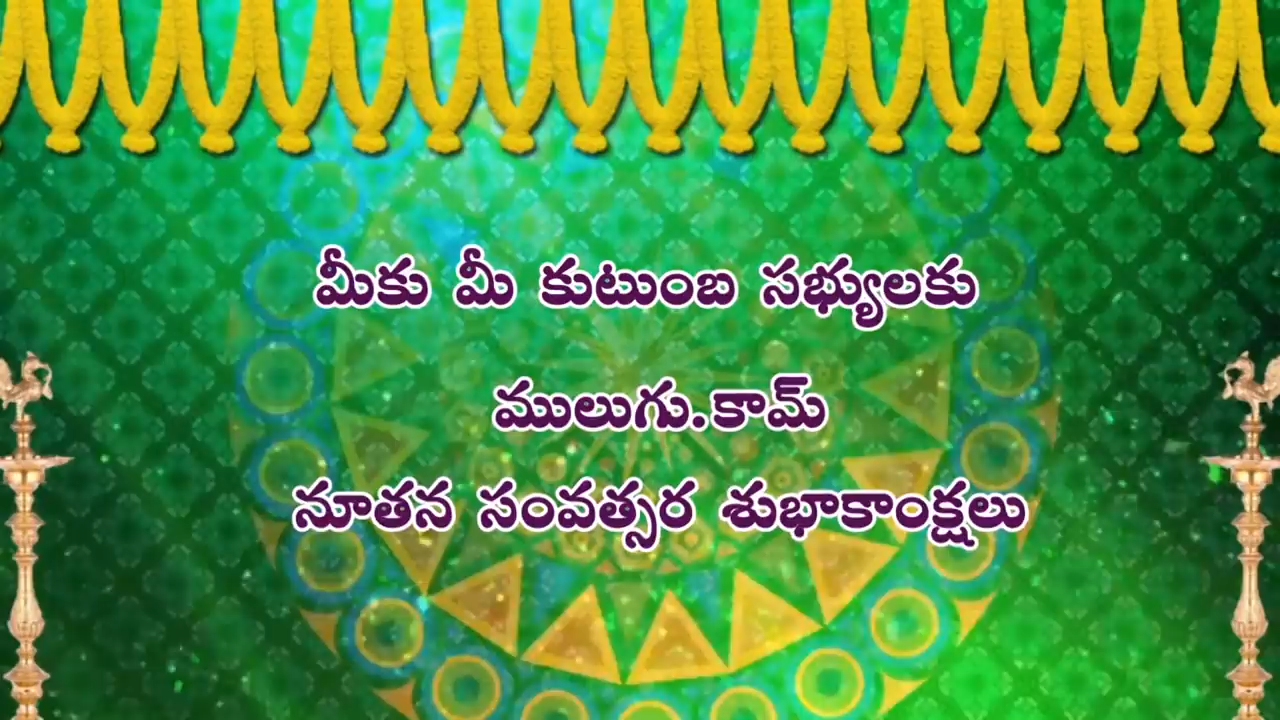 మీకు మీ కుటుంబ సభ్యులకు
ములుగు.కామ్
నూతన సంవత్సర శుభాకాంక్షలు